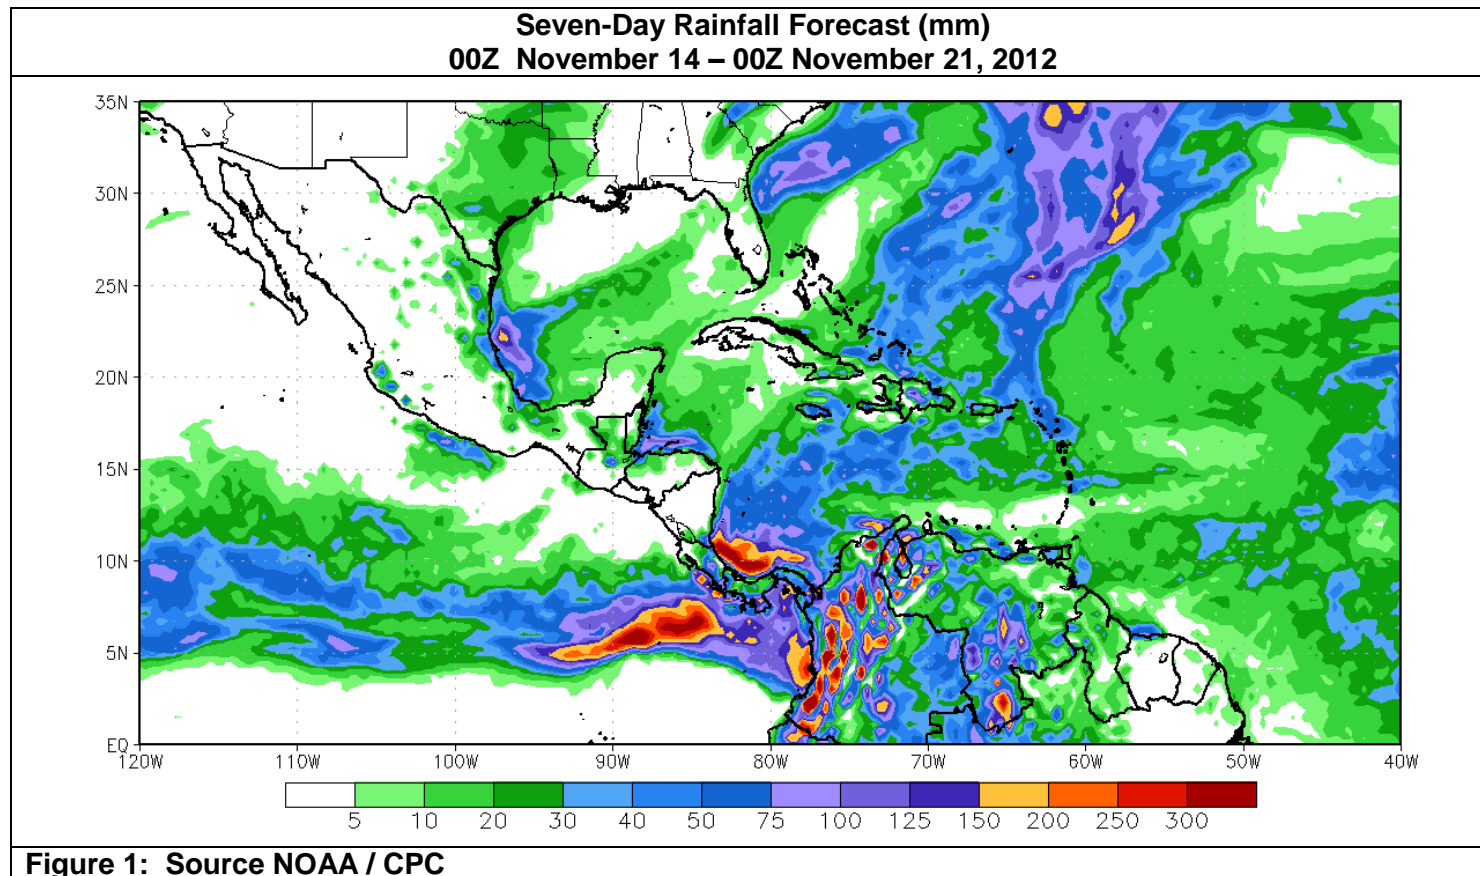 Seven-Day Rainfall Forecast (mm)
00Z  November 14 – 00Z November 21, 2012
35N
30N
25N
20N
15N
10N
5N
EQ
120W 110W 100W 90W 80W 70W 60W 50W 40W
5 10 20 30 40 50 75 100 125 150 200 250 300
Figure 1:  Source NOAA / CPC